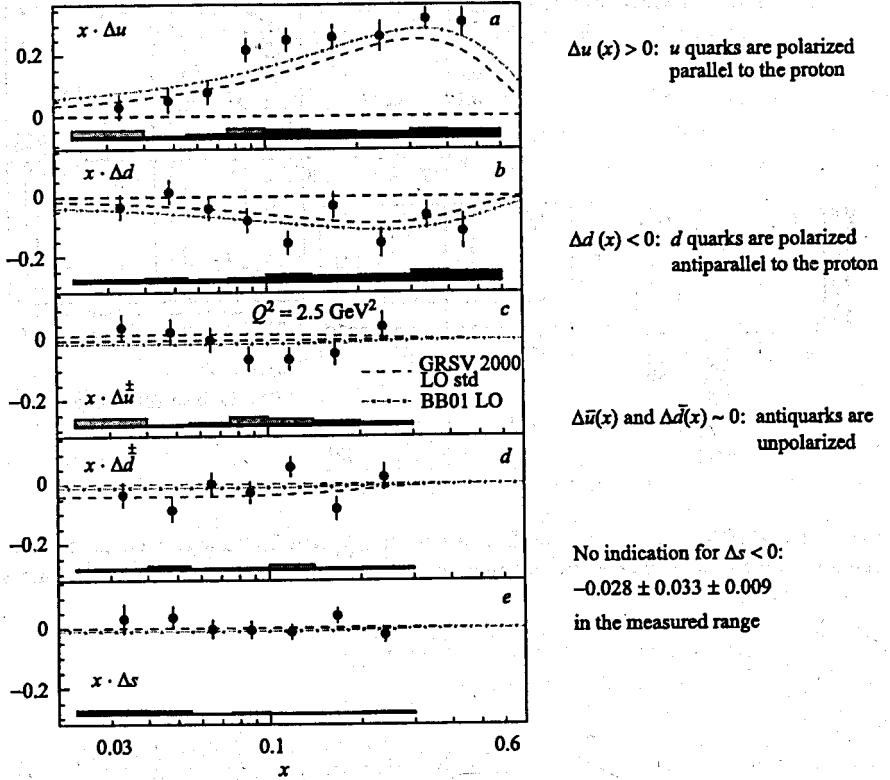 x · Δu
a
0.2
0
Δu (x) > 0: u quarks are polarized
parallel to the proton
x · Δd
b
0
−0.2
Δd (x) < 0: d quarks are polarized
antiparallel to the proton
Q² = 2.5 GeV²
c
0
−0.2
GRSV 2000
LO std
BB01 LO
x · Δu̅±
Δū(x) and Δd̄(x) ~ 0: antiquarks are
unpolarized
x · Δd̅±
d
0
−0.2
No indication for Δs < 0:
−0.028 ± 0.033 ± 0.009
in the measured range
e
0
−0.2
x · Δs
0.03
0.1
0.6
x